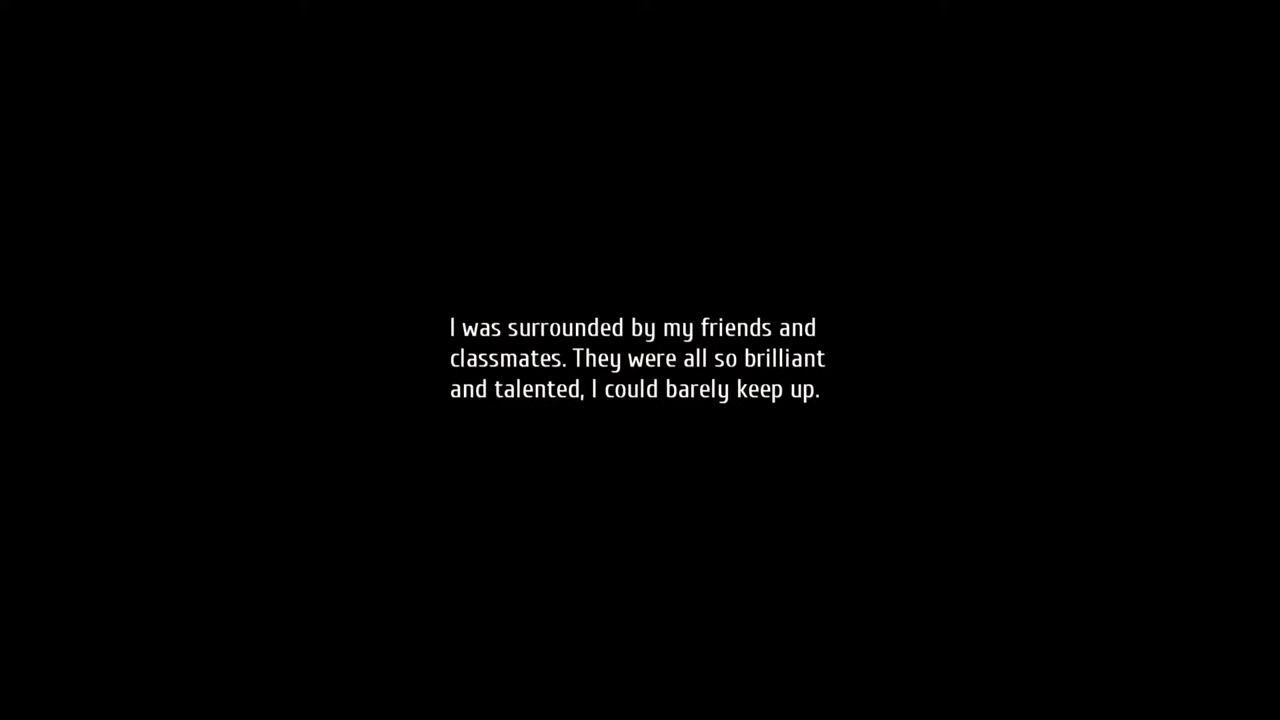 I was surrounded by my friends and
classmates. They were all so brilliant
and talented, I could barely keep up.